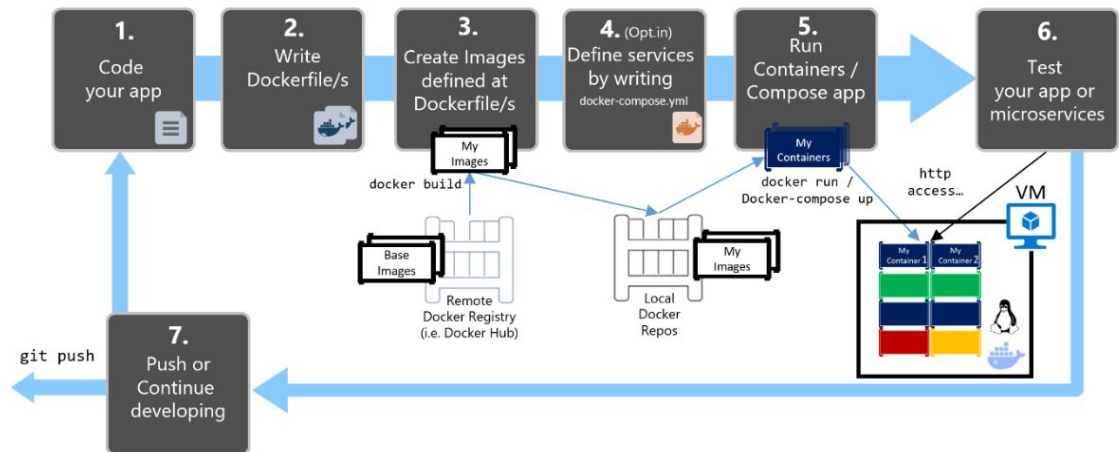 1.
Code
your app
2.
Write
Dockerfile/s
3.
Create Images
defined at
Dockerfile/s
My
Images
4. (Opt.in)
Define services
by writing
docker-compose.yml
5.
Run
Containers /
Compose app
My
Containers
6.
Test
your app or
microservices
docker build
docker run /
Docker-compose up
http
access…
VM
Base
Images
Remote
Docker Registry
(i.e. Docker Hub)
My
Images
Local
Docker
Repos
My
Container 1
My
Container 2
7.
Push or
Continue
developing
git push